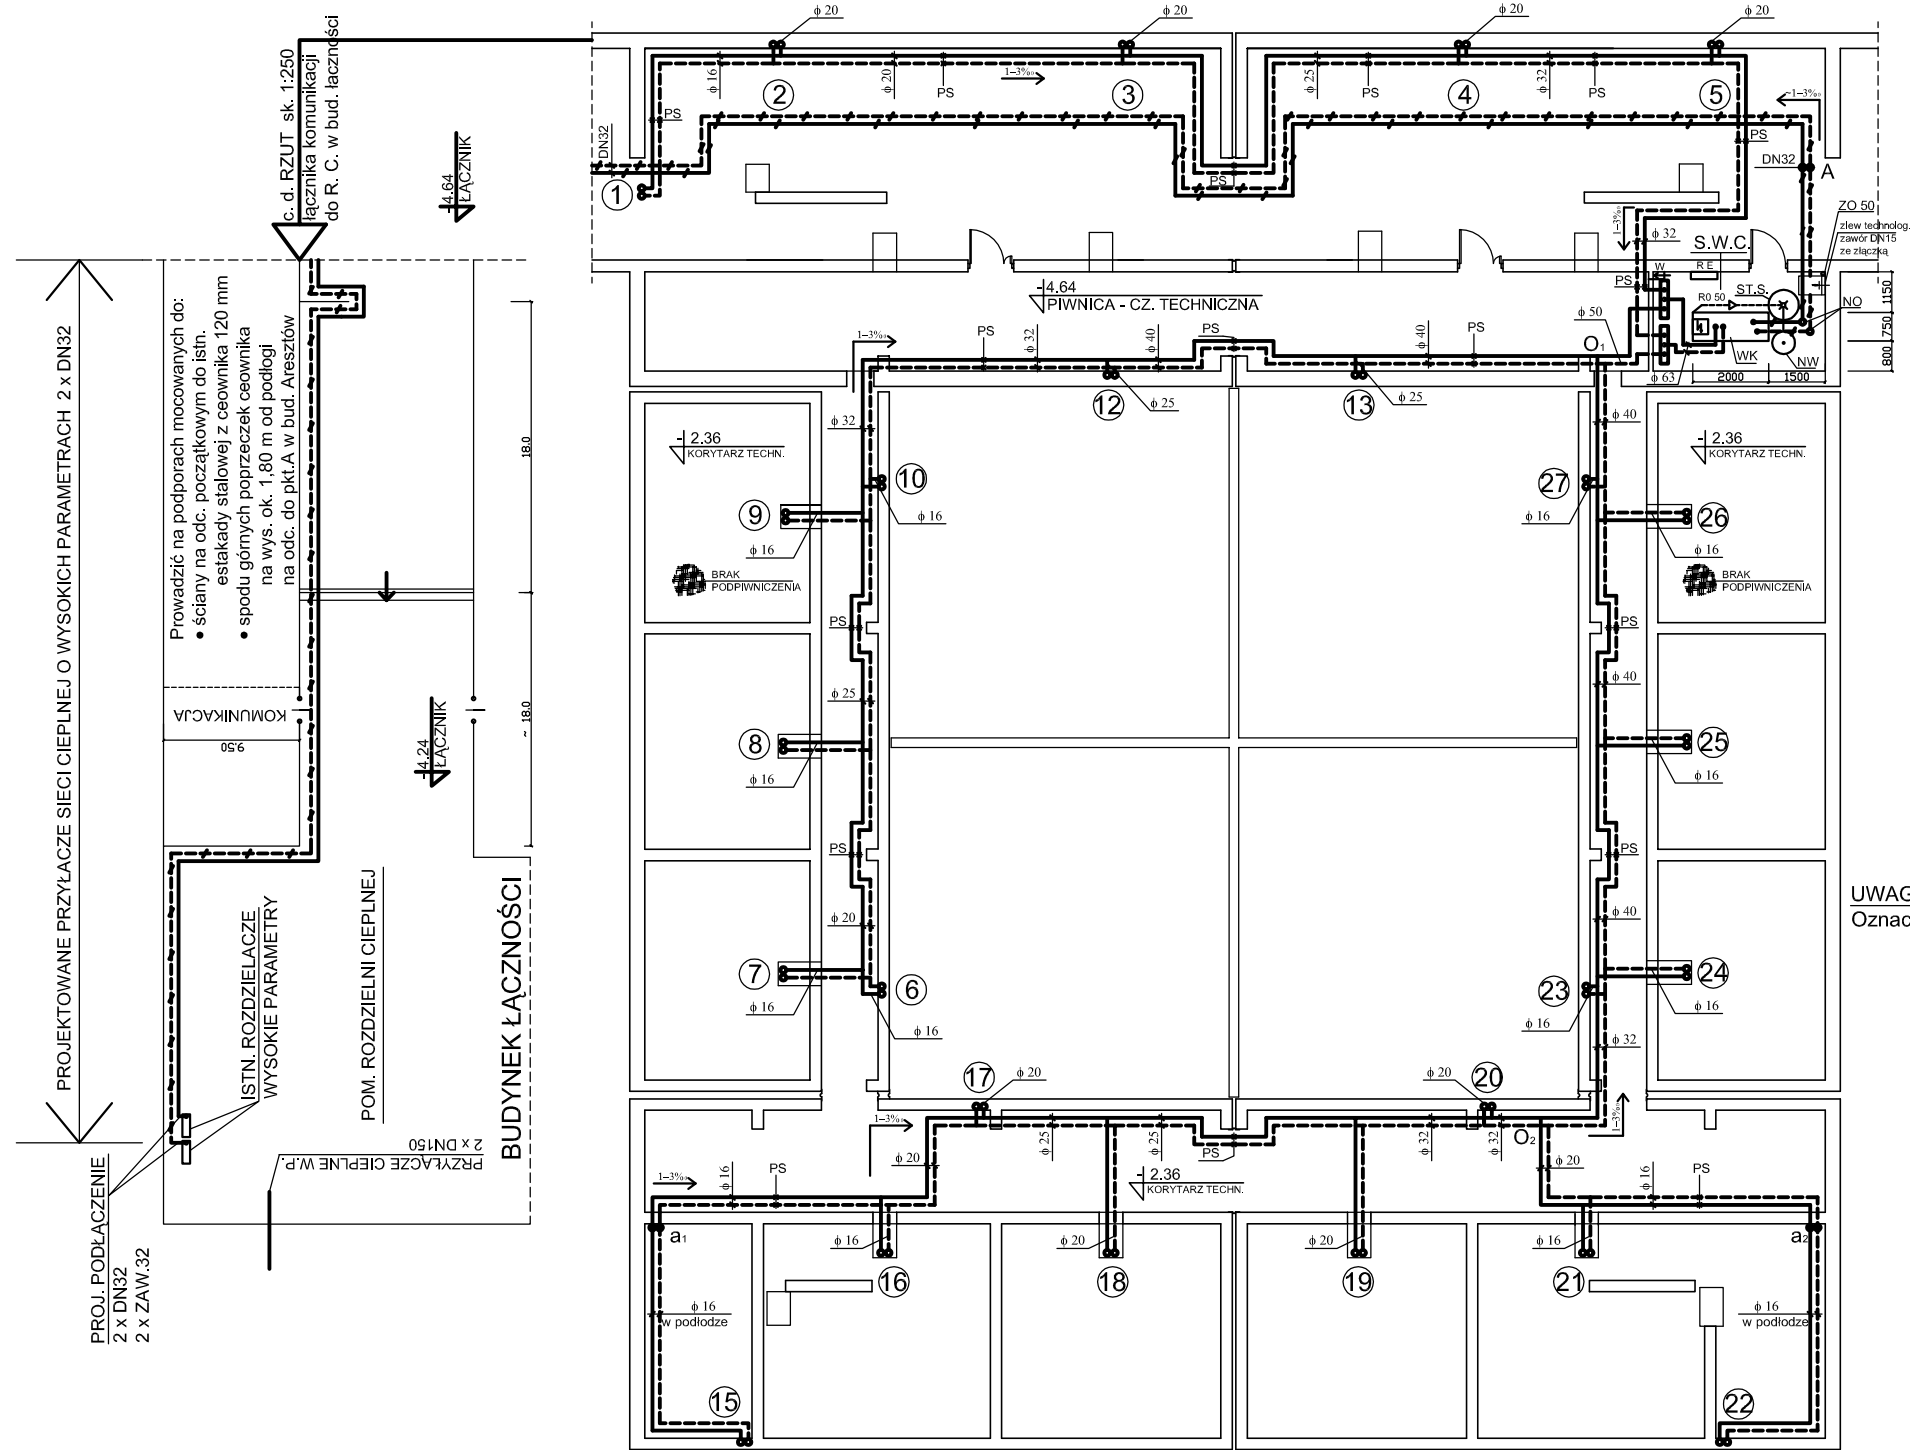 PROJEKTOWANE PRZYŁACZE SIECI CIEPLNEJ O WYSOKICH PARAMETRACH 2 x DN32
c. d. RZUT sk. 1:250
łącznika komunikacji
do R. C. w bud. łaczności
-4.64
ŁĄCZNIK
Prowadzić na podporach mocowanych do:
• ściany na odc. początkowym do istn.
estakady stalowej z ceownika 120 mm
• spodu górnych poprzeczek ceownika
na wys. ok. 1,80 m od podłogi
na odc. do pkt.A w bud. Aresztów
18.0
KOMUNIKACJA
9.50
-4.24
ŁĄCZNIK
~ 18.0
ISTN. ROZDZIELACZE
WYSOKIE PARAMETRY
POM. ROZDZIELNI CIEPLNEJ
BUDYNEK ŁĄCZNOŚCI
PRZYŁĄCZE CIEPLNE W.P.
2 x DN150
PROJ. PODŁĄCZENIE
2 x DN32
2 x ZAW.32
ϕ 20
ϕ 20
ϕ 20
ϕ 20
ϕ 16
ϕ 20
PS
1–3‰
ϕ 25
PS
ϕ 32
PS
2
3
4
5
~1–3‰
PS
DN32
PS
PS
DN32
A
1
ZO 50
zlew technolog.
zawór DN15
ze złączką
1–3‰
ϕ 32
S.W.C.
W
R E
ST.S.
PS
R0 50
NO
1150
750
800
-4.64
PIWNICA - CZ. TECHNICZNA
ϕ 50
WK
NW
ϕ 63
2000
1500
1–3‰
PS
ϕ 32
ϕ 40
PS
ϕ 40
PS
O1
12
ϕ 25
13
ϕ 25
ϕ 32
ϕ 40
- 2.36
KORYTARZ TECHN.
- 2.36
KORYTARZ TECHN.
10
27
9
ϕ 16
ϕ 16
26
ϕ 16
ϕ 16
BRAK
PODPIWNICZENIA
BRAK
PODPIWNICZENIA
PS
PS
ϕ 25
ϕ 40
8
25
ϕ 16
ϕ 16
PS
PS
UWAG
Oznac
ϕ 20
ϕ 40
7
6
23
24
ϕ 16
ϕ 16
ϕ 16
ϕ 16
ϕ 32
17
ϕ 20
ϕ 20
20
1–3‰
ϕ 25
ϕ 25
PS
ϕ 32
ϕ 32
O2
1–3‰
ϕ 20
ϕ 20
1–3‰
ϕ 16
PS
- 2.36
KORYTARZ TECHN.
ϕ 16
PS
a1
ϕ 16
ϕ 20
ϕ 20
ϕ 16
a2
16
18
19
21
ϕ 16
w podłodze
ϕ 16
w podłodze
15
22